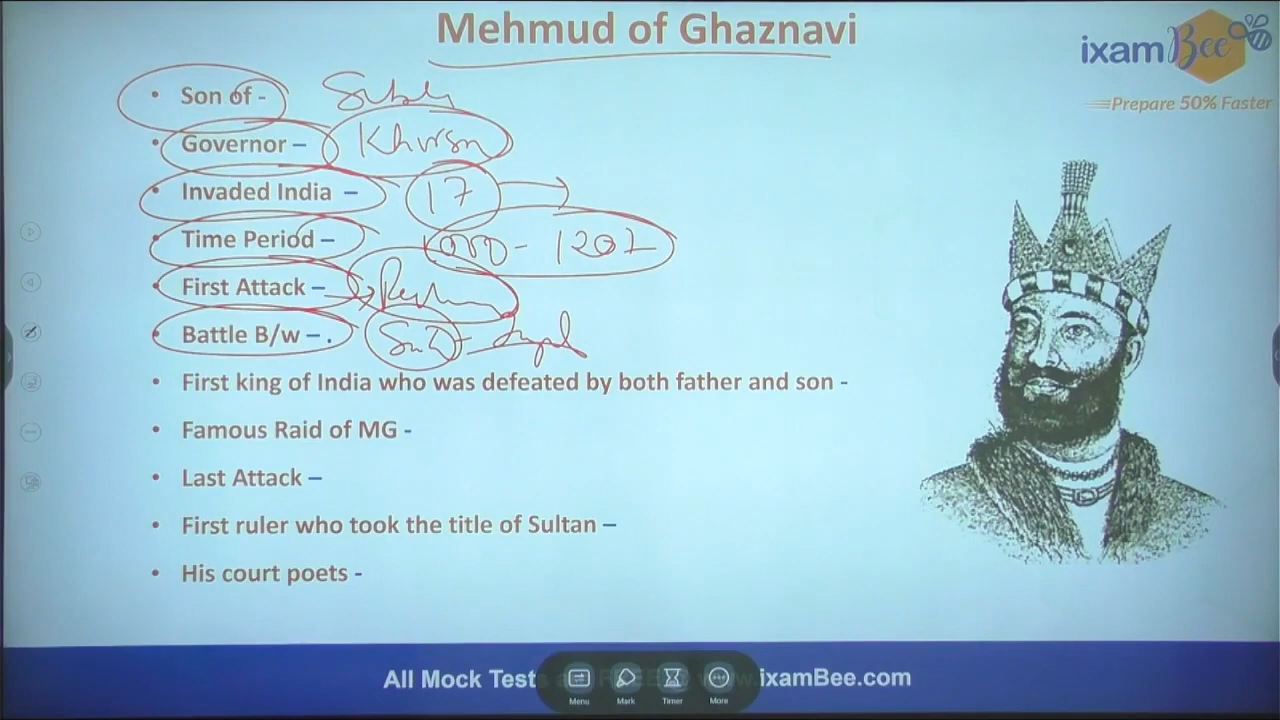 Mehmud of Ghaznavi
ixamBee
Prepare 50% Faster
• Son of -
• Governor –
• Invaded India – 17
• Time Period –
• First Attack –
• Battle B/w – .
• First king of India who was defeated by both father and son -
• Famous Raid of MG -
• Last Attack –
• First ruler who took the title of Sultan –
• His court poets -
All Mock Tests
ixamBee.com
Menu Mark Timer More